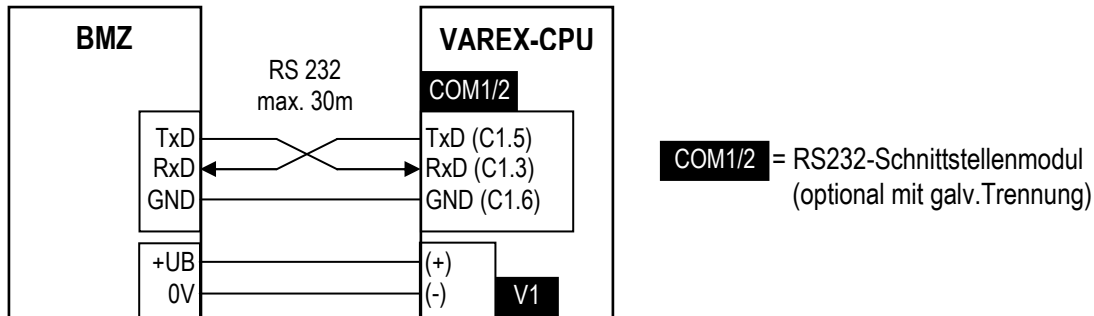 BMZ
VAREX-CPU
RS 232
max. 30m
COM1/2
TxD
TxD (C1.5)
RxD
RxD (C1.3)
GND
GND (C1.6)
+UB
(+)
0V
(-)
V1
COM1/2 = RS232-Schnittstellenmodul
(optional mit galv.Trennung)